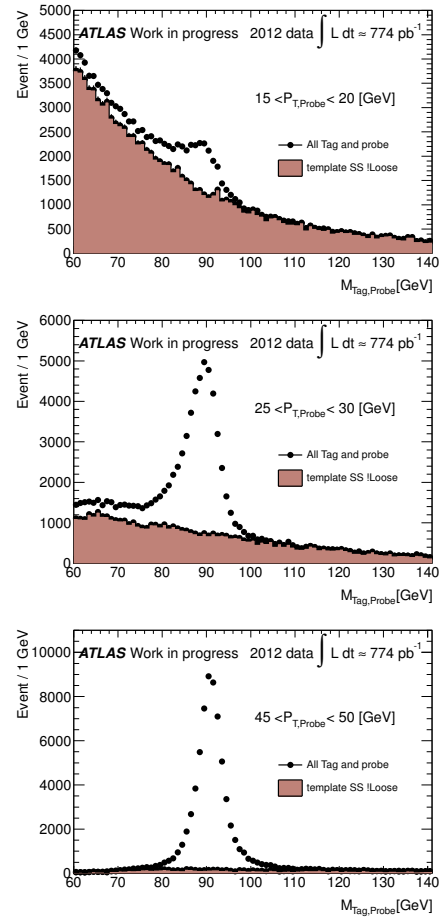 Event / 1 GeV
ATLAS Work in progress 2012 data ∫ L dt ≈ 774 pb⁻¹
5000
4500
4000
3500
3000
2500
2000
1500
1000
500
0
15 <P_T,Probe< 20 [GeV]
All Tag and probe
template SS !Loose
60 70 80 90 100 110 120 130 140
M_Tag,Probe[GeV]
Event / 1 GeV
ATLAS Work in progress 2012 data ∫ L dt ≈ 774 pb⁻¹
6000
5000
4000
3000
2000
1000
0
25 <P_T,Probe< 30 [GeV]
All Tag and probe
template SS !Loose
60 70 80 90 100 110 120 130 140
M_Tag,Probe[GeV]
Event / 1 GeV
ATLAS Work in progress 2012 data ∫ L dt ≈ 774 pb⁻¹
10000
8000
6000
4000
2000
0
45 <P_T,Probe< 50 [GeV]
All Tag and probe
template SS !Loose
60 70 80 90 100 110 120 130 140
M_Tag,Probe[GeV]